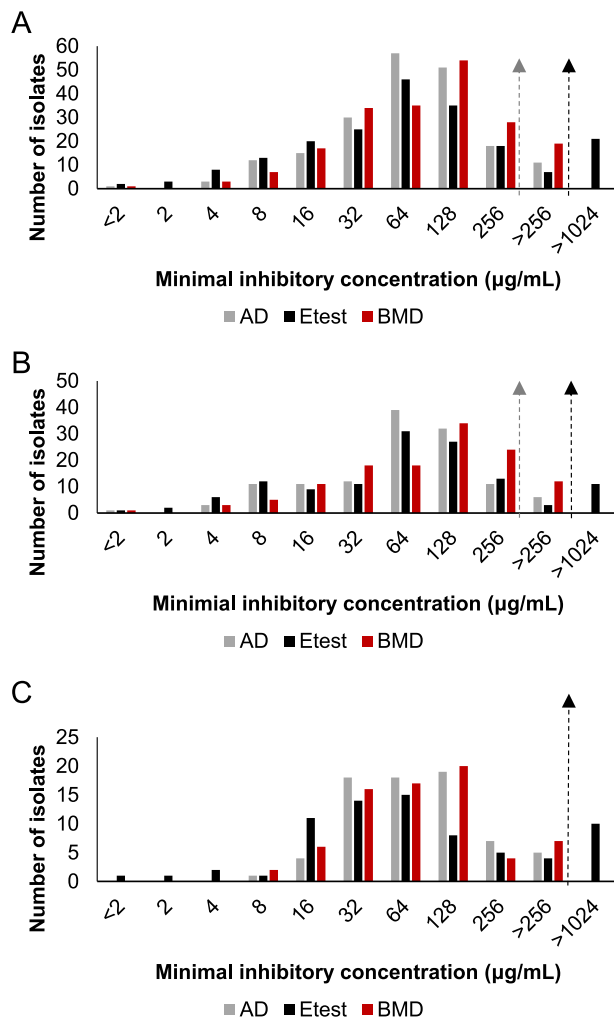 A
60
50
40
30
20
10
0
Number of isolates
<2 2 4 8 16 32 64 128 256 >256 >1024
Minimal inhibitory concentration (µg/mL)
AD Etest BMD
B
50
40
30
20
10
0
Number of isolates
<2 2 4 8 16 32 64 128 256 >256 >1024
Minimial inhibitory concentration (µg/mL)
AD Etest BMD
C
25
20
15
10
5
0
Number of isolates
<2 2 4 8 16 32 64 128 256 >256 >1024
Minimal inhibitory concentration (µg/mL)
AD Etest BMD